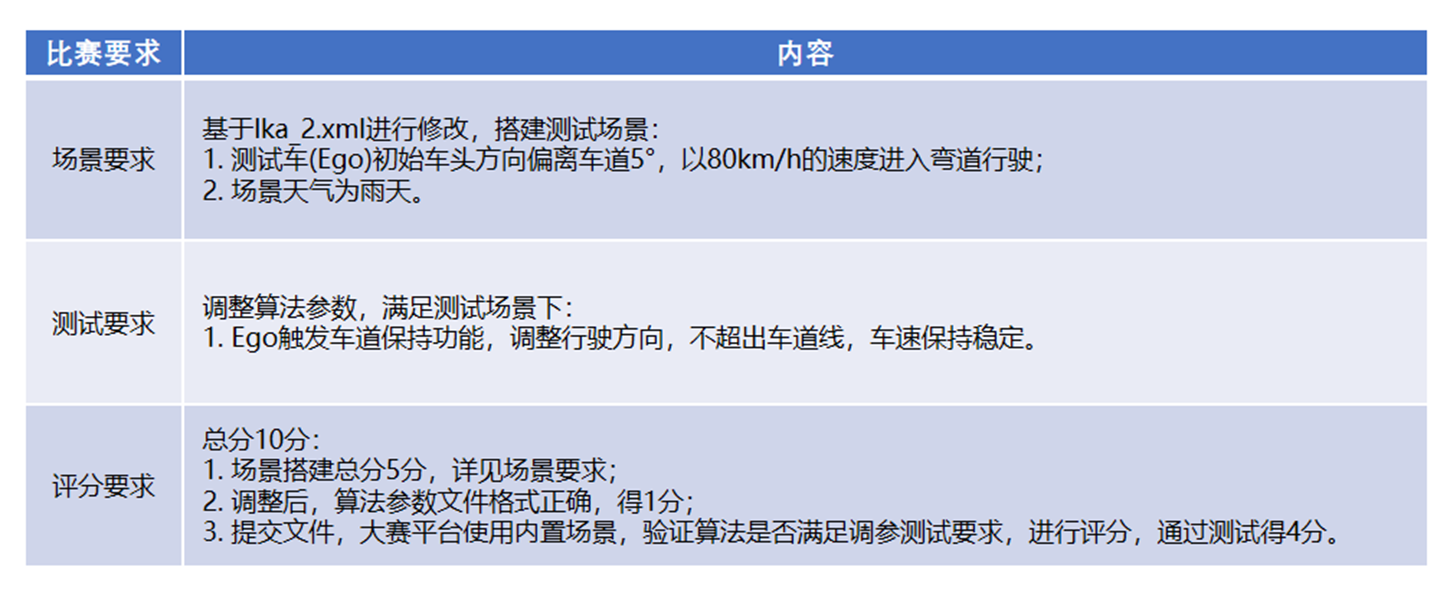 比赛要求
内容
场景要求
基于lka_2.xml进行修改，搭建测试场景：
1. 测试车(Ego)初始车头方向偏离车道5°，以80km/h的速度进入弯道行驶；
2. 场景天气为雨天。
测试要求
调整算法参数，满足测试场景下：
1. Ego触发车道保持功能，调整行驶方向，不超出车道线，车速保持稳定。
评分要求
总分10分：
1. 场景搭建总分5分，详见场景要求；
2. 调整后，算法参数文件格式正确，得1分；
3. 提交文件，大赛平台使用内置场景，验证算法是否满足调参测试要求，进行评分，通过测试得4分。